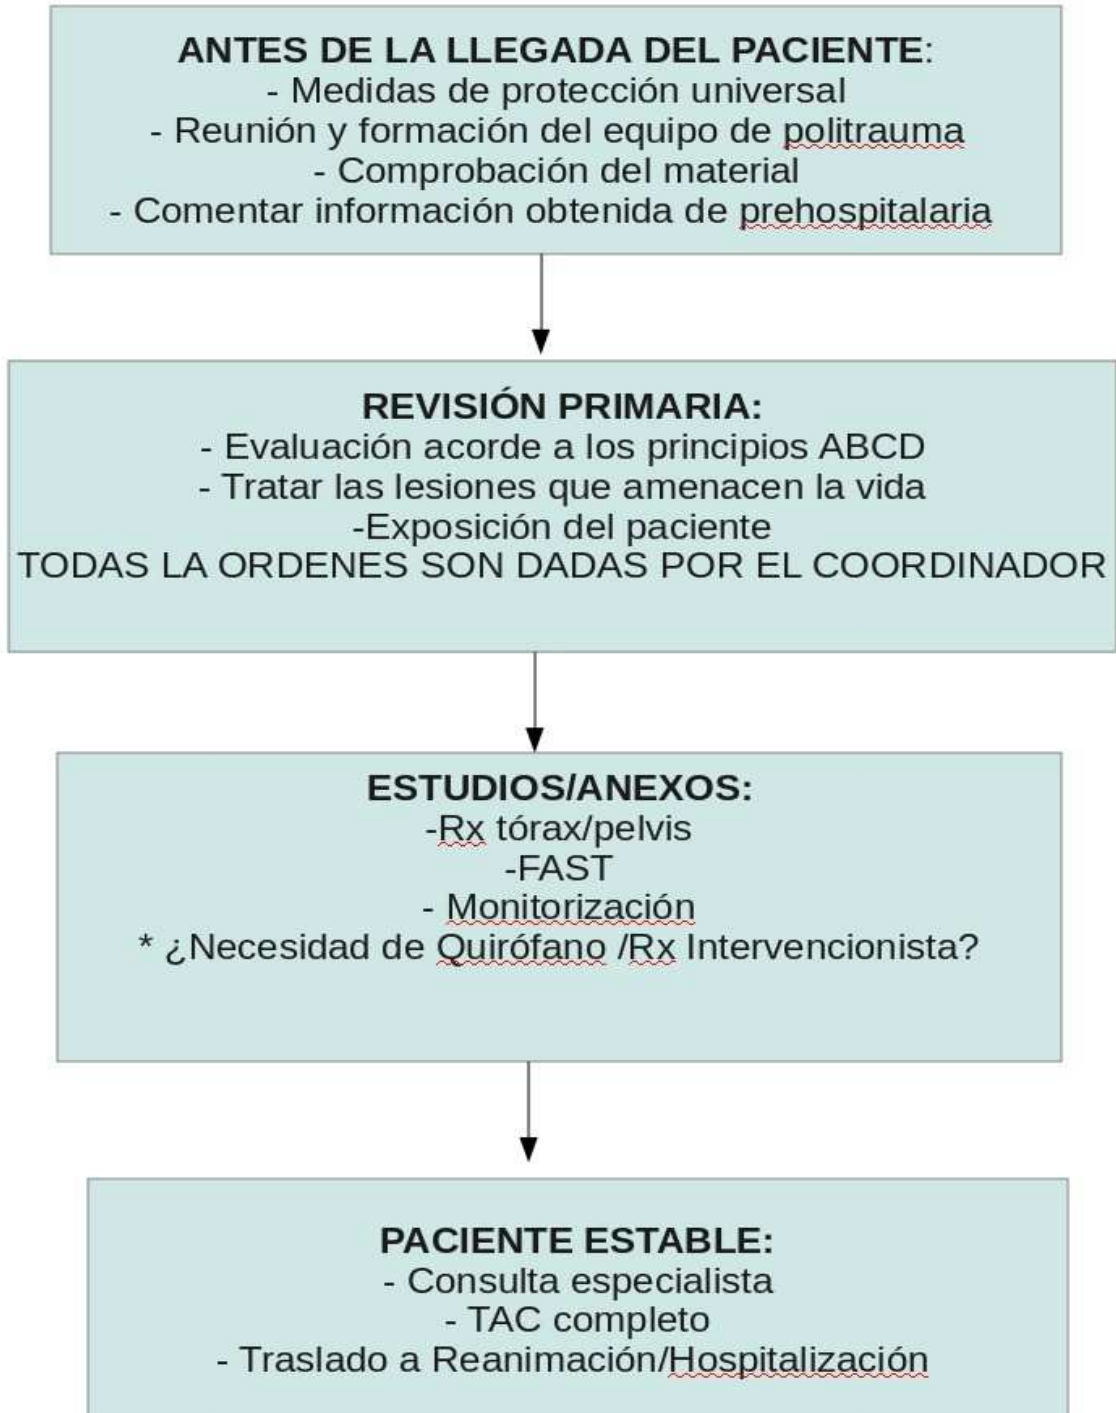 ANTES DE LA LLEGADA DEL PACIENTE:
- Medidas de protección universal
- Reunión y formación del equipo de politrauma
- Comprobación del material
- Comentar información obtenida de prehospitalaria
REVISIÓN PRIMARIA:
- Evaluación acorde a los principios ABCD
- Tratar las lesiones que amenacen la vida
-Exposición del paciente
TODAS LA ORDENES SON DADAS POR EL COORDINADOR
ESTUDIOS/ANEXOS:
-Rx tórax/pelvis
-FAST
- Monitorización
* ¿Necesidad de Quirófano /Rx Intervencionista?
PACIENTE ESTABLE:
- Consulta especialista
- TAC completo
- Traslado a Reanimación/Hospitalización